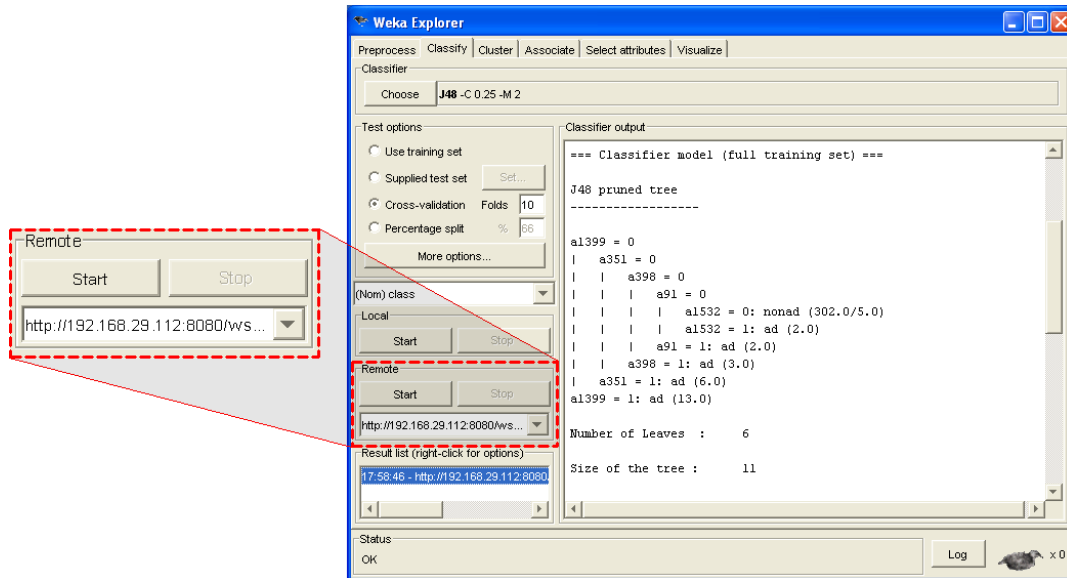 Weka Explorer
Preprocess Classify Cluster Associate Select attributes Visualize
Classifier
Choose J48 -C 0.25 -M 2
Test options
Use training set
Supplied test set Set...
Cross-validation Folds 10
Percentage split % 66
More options...
(Nom) class
Local
Start Stop
Remote
Start Stop
http://192.168.29.112:8080/ws...
Result list (right-click for options)
17:58:46 - http://192.168.29.112:8080
Classifier output
=== Classifier model (full training set) ===
J48 pruned tree
------------------
a1399 = 0
|   a351 = 0
|   |   a398 = 0
|   |   |   a91 = 0
|   |   |   |   a1532 = 0: nonad (302.0/5.0)
|   |   |   |   a1532 = 1: ad (2.0)
|   |   |   a91 = 1: ad (2.0)
|   |   a398 = 1: ad (3.0)
|   a351 = 1: ad (6.0)
a1399 = 1: ad (13.0)
Number of Leaves  :     6
Size of the tree :      11
Status
OK
Log x 0
Remote
Start Stop
http://192.168.29.112:8080/ws...